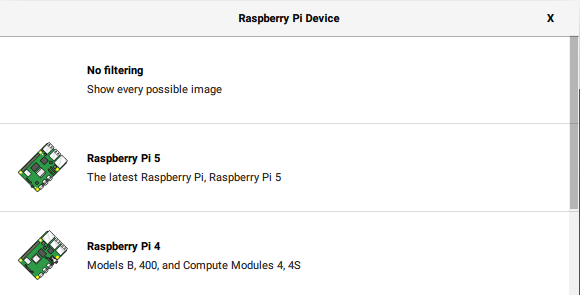 Raspberry Pi Device X
No filtering
Show every possible image
Raspberry Pi 5
The latest Raspberry Pi, Raspberry Pi 5
Raspberry Pi 4
Models B, 400, and Compute Modules 4, 4S